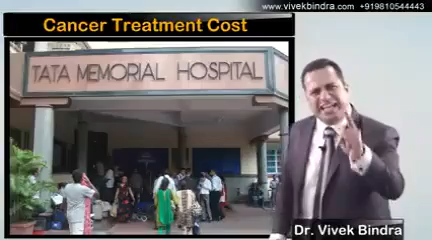 www.vivekbindra.com +919810544443
Cancer Treatment Cost
TATA MEMORIAL HOSPITAL
Dr. Vivek Bindra